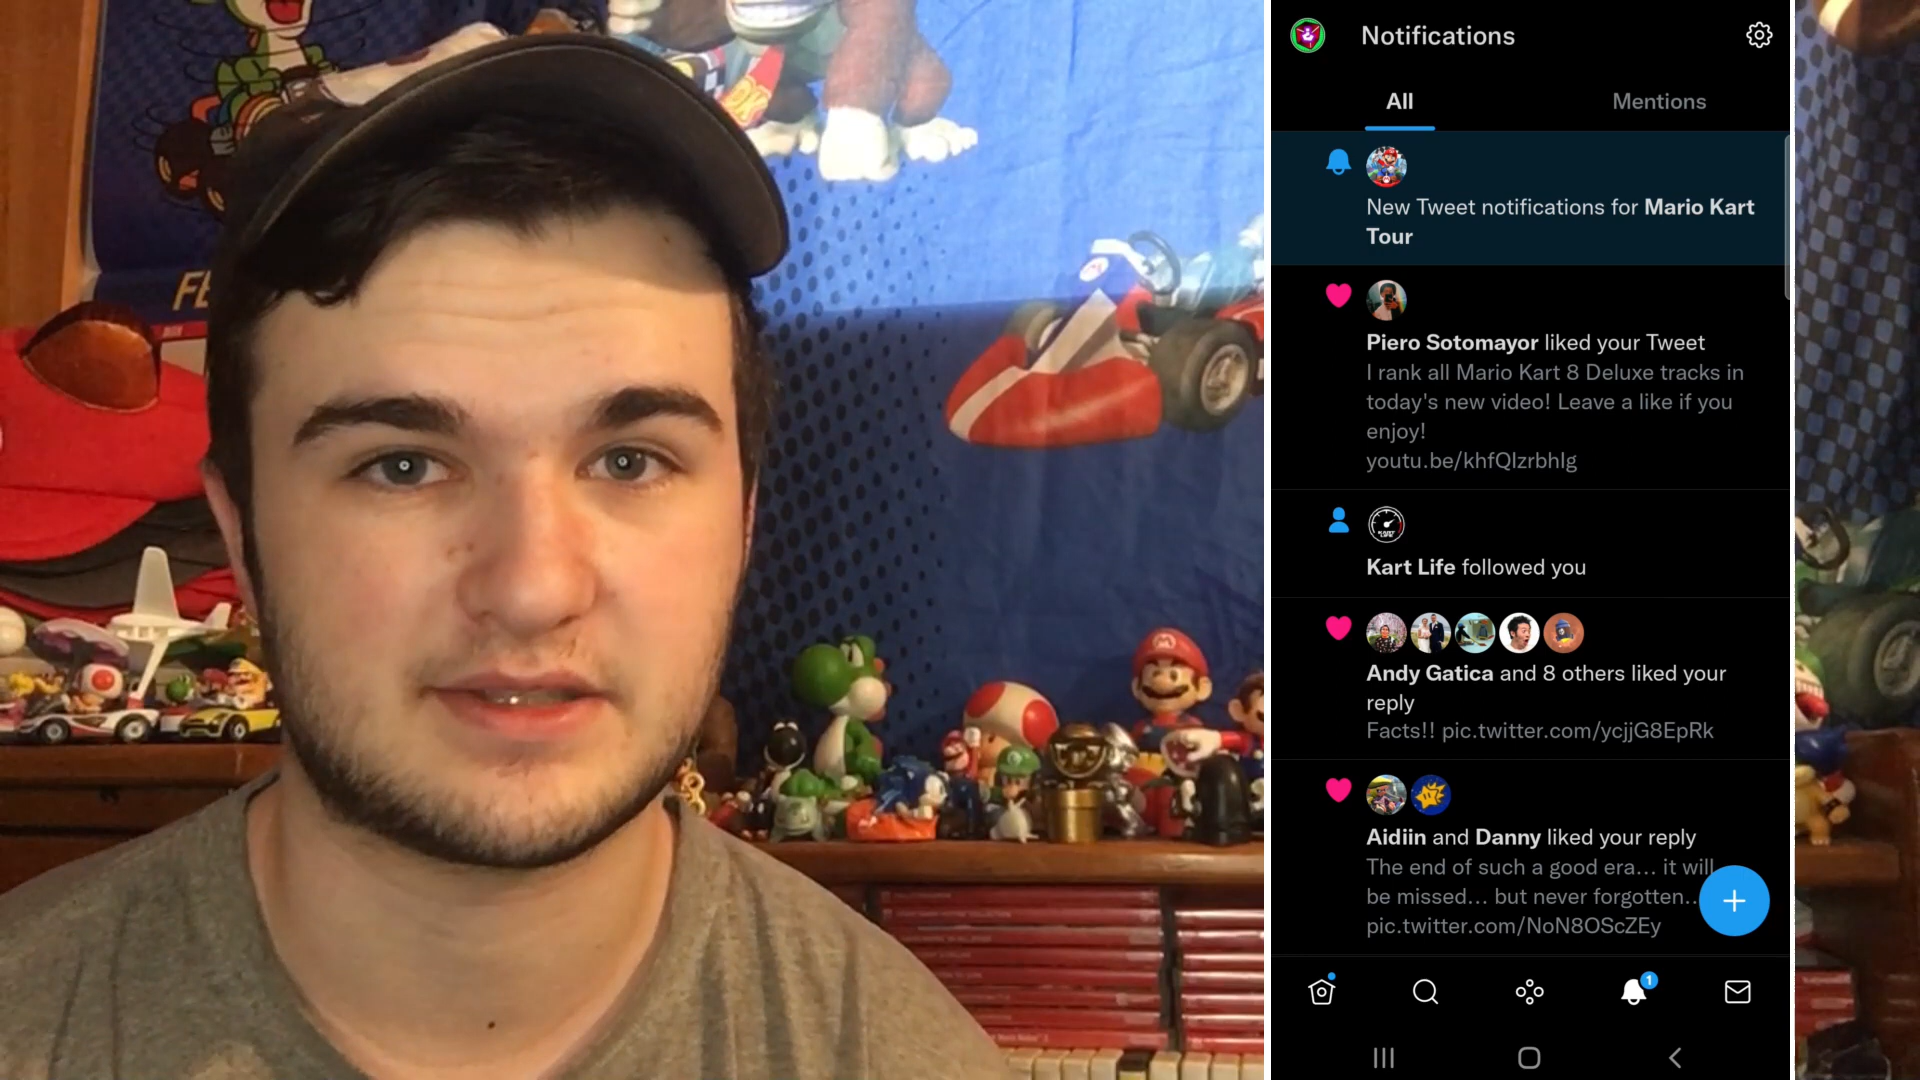 FE
DK
Notifications
All
Mentions
New Tweet notifications for Mario Kart
Tour
Piero Sotomayor liked your Tweet
I rank all Mario Kart 8 Deluxe tracks in
today's new video! Leave a like if you
enjoy!
youtu.be/khfQIzrbhIg
Kart Life followed you
Andy Gatica and 8 others liked your
reply
Facts!! pic.twitter.com/ycjjG8EpRk
Aidiin and Danny liked your reply
The end of such a good era... it will
be missed... but never forgotten..
pic.twitter.com/NoN8OScZEy
1